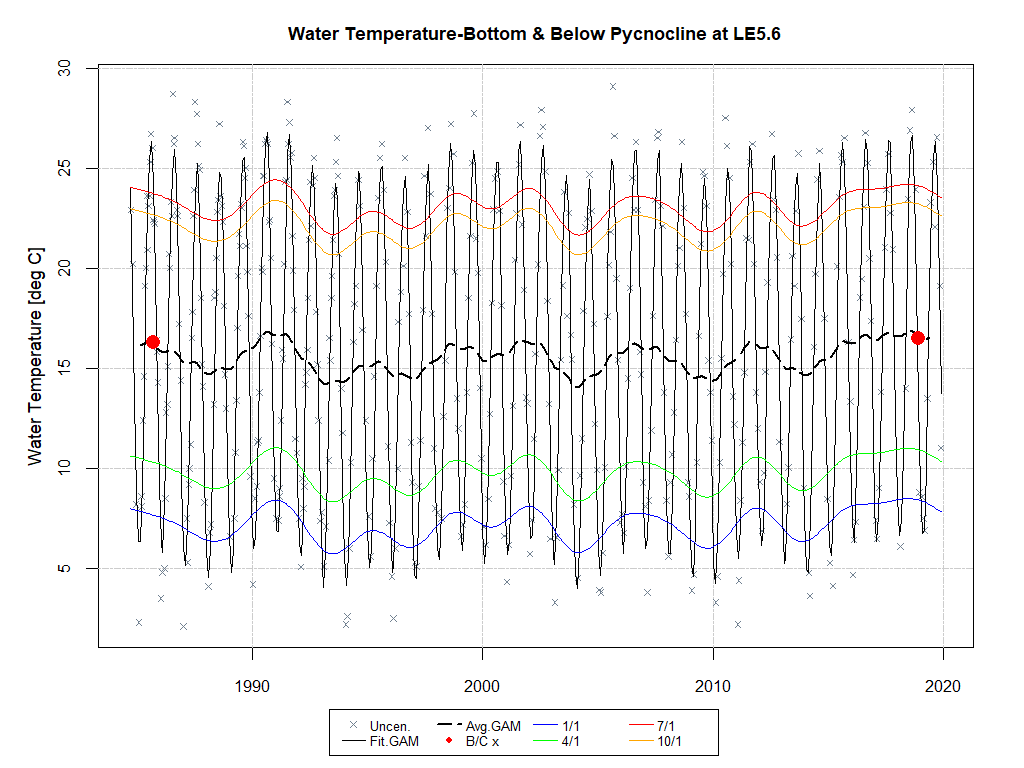 Water Temperature-Bottom & Below Pycnocline at LE5.6
Water Temperature [deg C]
30
25
20
15
10
5
1990 2000 2010 2020
Uncen. Avg.GAM 1/1 7/1
Fit.GAM B/C x 4/1 10/1